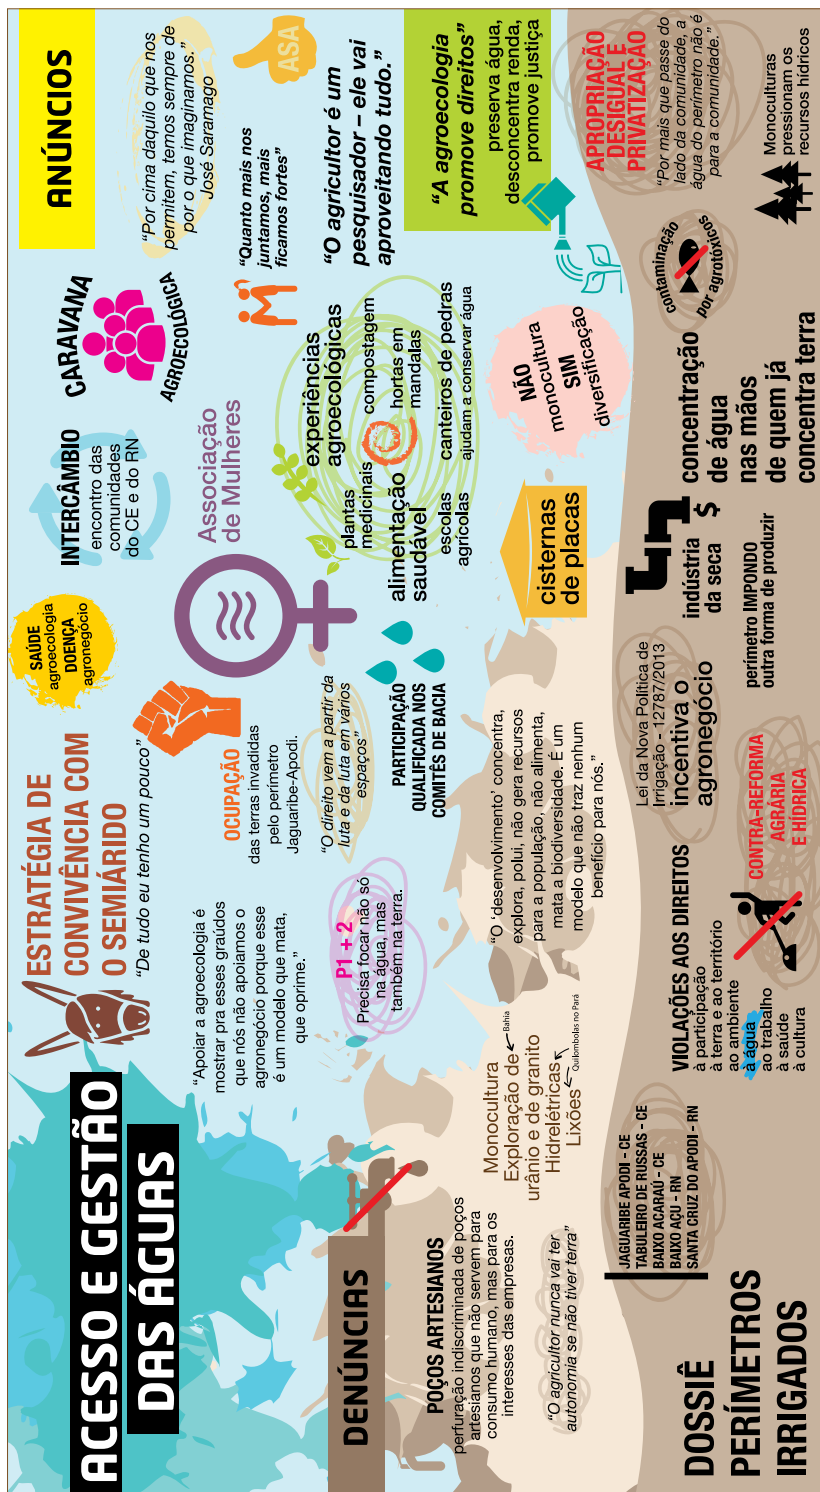 ACESSO E GESTÃO
DAS ÁGUAS
ESTRATÉGIA DE
CONVIVÊNCIA COM
O SEMIÁRIDO
“De tudo eu tenho um pouco”
SAÚDE
agroecologia
DOENÇA
agronegócio
INTERCÂMBIO
encontro das
comunidades
do CE e do RN
CARAVANA
AGROECOLÓGICA
ANÚNCIOS
“Por cima daquilo que nos
permitem, temos sempre de
por o que imaginamos.”
José Saramago
“Apoiar a agroecologia é
mostrar pra esses graúdos
que nós não apoiamos o
agronegócio porque esse
é um modelo que mata,
que oprime.”
OCUPAÇÃO
das terras invadidas
pelo perímetro
Jaguaribe-Apodi.
Associação
de Mulheres
“Quanto mais nos
juntamos, mais
ficamos fortes”
ASA
“O direito vem a partir da
luta e da luta em vários
espaços”
P1 + 2
Precisa focar não só
na água, mas
também na terra.
PARTICIPAÇÃO
QUALIFICADA NOS
COMITÊS DE BACIA
experiências
agroecológicas
plantas
medicinais
compostagem
hortas em
mandalas
alimentação
saudável
escolas
agrícolas
canteiros de pedras
ajudam a conservar água
“O agricultor é um
pesquisador – ele vai
aproveitando tudo.”
“A agroecologia
promove direitos”
preserva água,
desconcentra renda,
promove justiça
NÃO
monocultura
SIM
diversificação
cisternas
de placas
DENÚNCIAS
POÇOS ARTESIANOS
perfuração indiscriminada de poços
artesianos que não servem para
consumo humano, mas para os
interesses das empresas.
“O agricultor nunca vai ter
autonomia se não tiver terra”
Monocultura
Exploração de
urânio e de granito
Hidrelétricas
Lixões
Bahia
Quilombolas no Pará
“O ‘desenvolvimento’ concentra,
explora, polui, não gera recursos
para a população, não alimenta,
mata a biodiversidade. É um
modelo que não traz nenhum
benefício para nós.”
DOSSIÊ
PERÍMETROS
IRRIGADOS
JAGUARIBE APODI - CE
TABULEIRO DE RUSSAS - CE
BAIXO ACARAÚ - CE
BAIXO AÇU - RN
SANTA CRUZ DO APODI - RN
VIOLAÇÕES AOS DIREITOS
à participação
à terra e ao território
ao ambiente
à água
ao trabalho
à saúde
à cultura
CONTRA-REFORMA
AGRÁRIA
E HÍDRICA
Lei da Nova Política de
Irrigação - 12787/2013
incentiva o
agronegócio
perímetro IMPONDO
outra forma de produzir
indústria
da seca
$
concentração
de água
nas mãos
de quem já
concentra terra
contaminação
por agrotóxicos
APROPRIAÇÃO
DESIGUAL E
PRIVATIZAÇÃO
“Por mais que passe do
lado da comunidade, a
água do perímetro não é
para a comunidade.”
Monoculturas
pressionam os
recursos hídricos